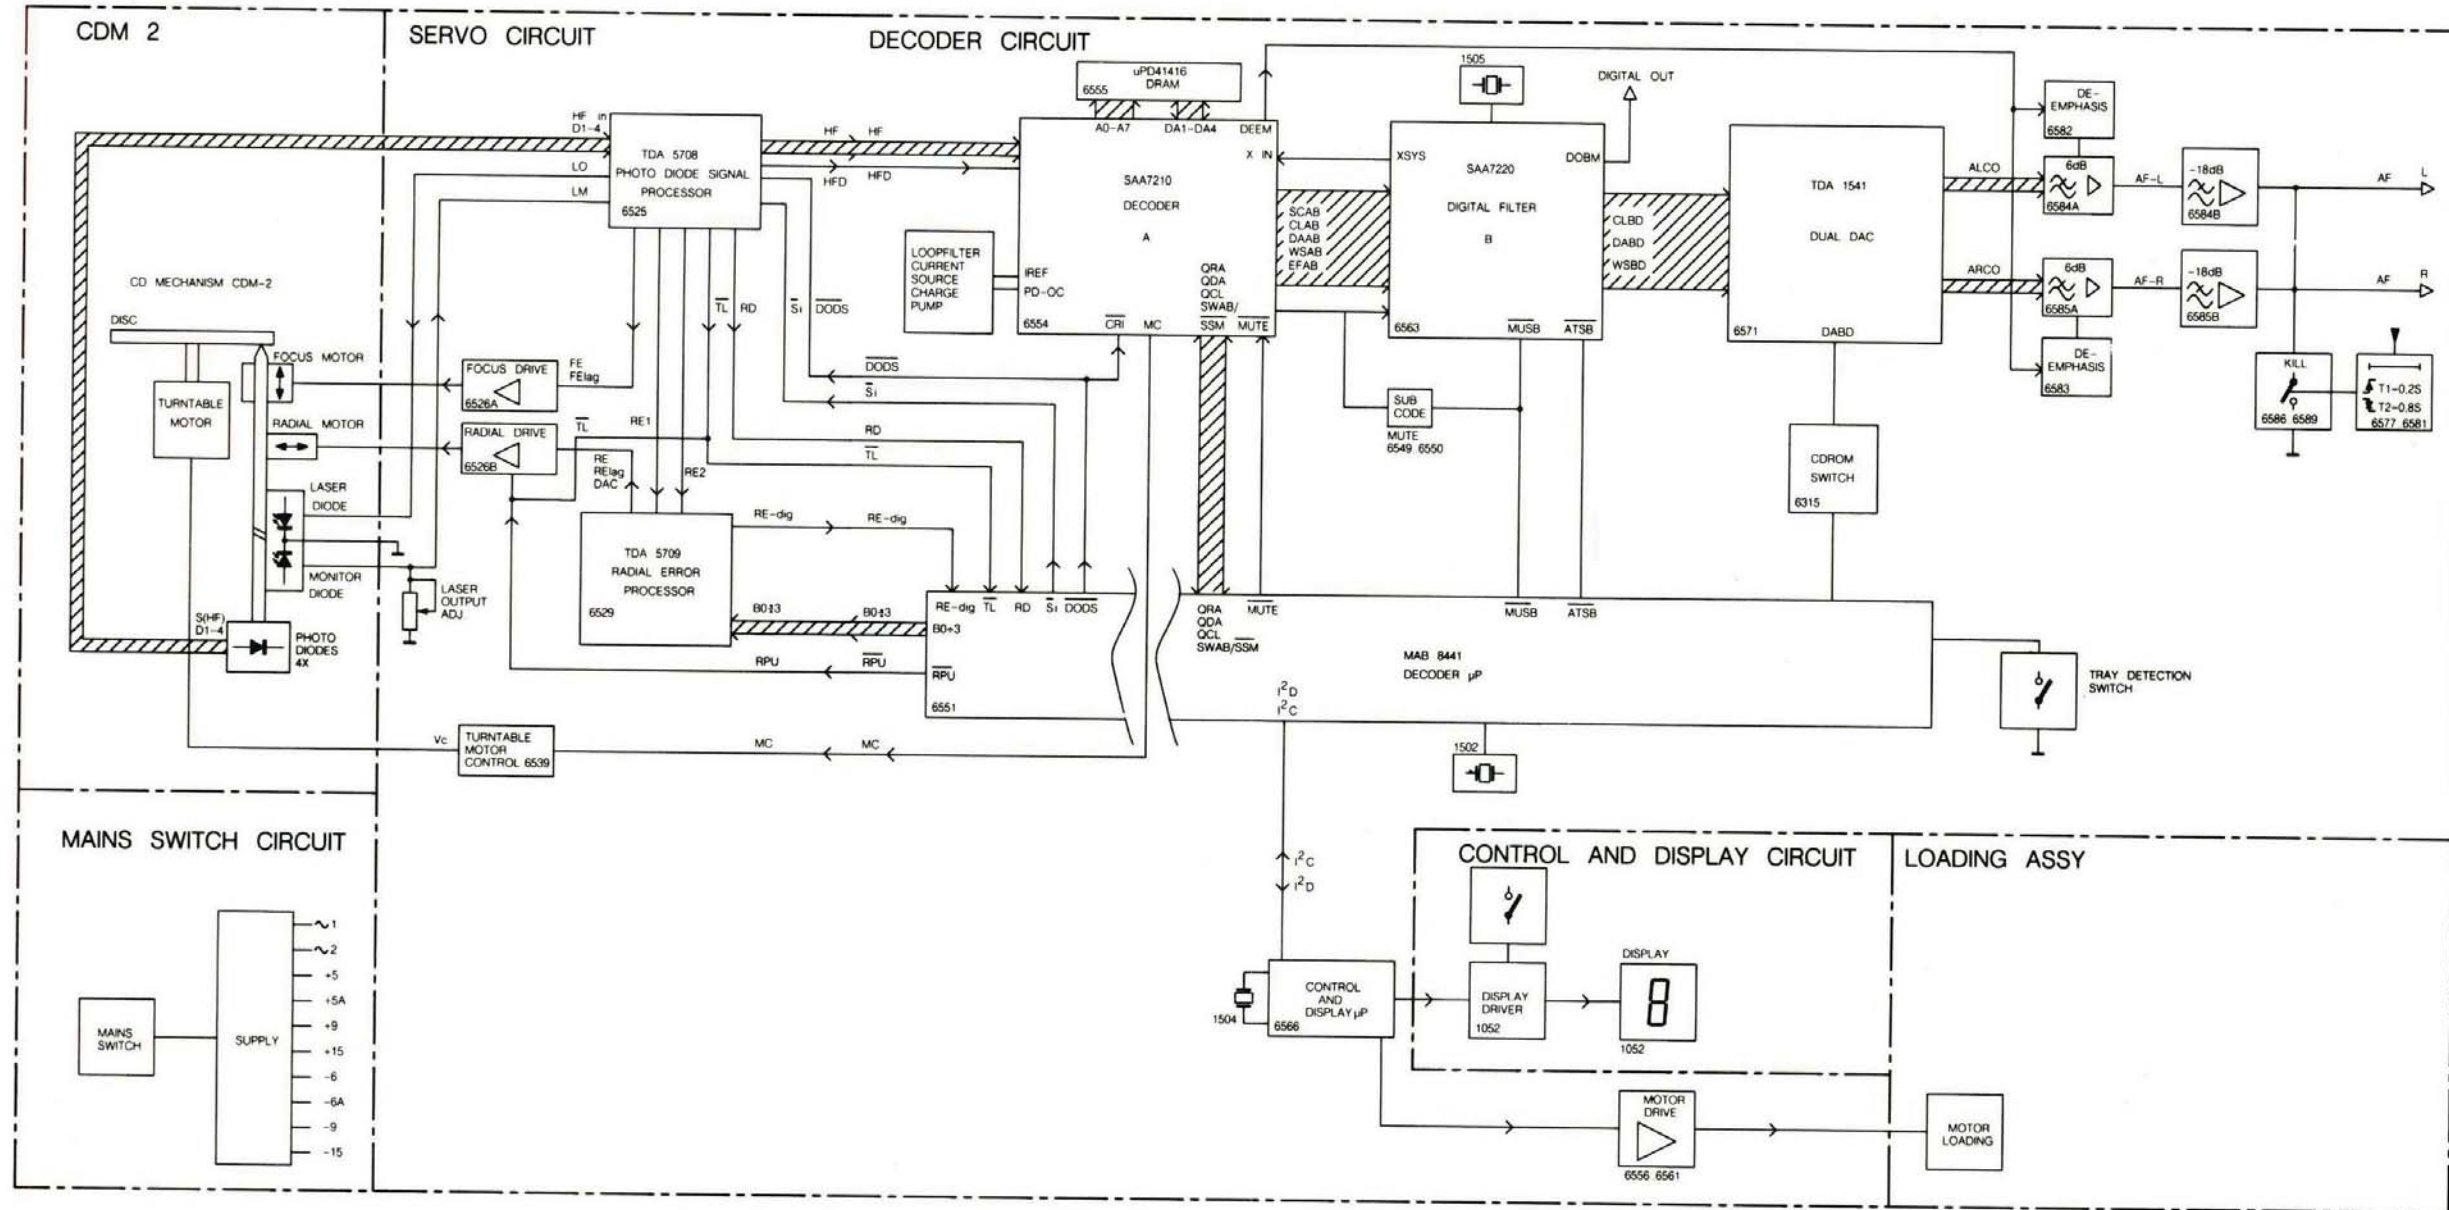 CDM 2
SERVO CIRCUIT
DECODER CIRCUIT
CD MECHANISM CDM-2
DISC
TURNTABLE
MOTOR
FOCUS MOTOR
RADIAL MOTOR
LASER
DIODE
MONITOR
DIODE
S(HF)
D1-4
PHOTO
DIODES
4X
LASER
OUTPUT
ADJ.
HF in
D1-4
LO
LM
TDA 5708
PHOTO DIODE SIGNAL
PROCESSOR
6525
HF
HF
HFD
HFD
TL
RD
Si
DODS
FOCUS DRIVE
6526A
FE
FElag
RADIAL DRIVE
6526B
TL
RE1
RE
RElag
DAC
RE2
DODS
Si
RD
TL
TDA 5709
RADIAL ERROR
PROCESSOR
6529
RE-dig
RE-dig
B0÷3
B0÷3
RPU
RPU
Vc
TURNTABLE
MOTOR
CONTROL 6539
MC
MC
uPD41416
DRAM
6555
A0-A7
DA1-DA4
DEEM
X IN
SAA7210
DECODER
A
LOOPFILTER
CURRENT
SOURCE
CHARGE
PUMP
IREF
PD-OC
6554
CRI
MC
QRA
QDA
QCL
SWAB/
SSM
MUTE
SCAB
CLAB
DAAB
WSAB
EFAB
1505
DIGITAL OUT
XSYS
DOBM
SAA7220
DIGITAL FILTER
B
6563
MUSB
ATSB
SUB
CODE
MUTE
6549 6550
CLBD
DABD
WSBD
TDA 1541
DUAL DAC
6571
DABD
CDROM
SWITCH
6315
ALCO
ARCO
DE-
EMPHASIS
6582
6dB
6584A
AF-L
-18dB
6584B
AF
L
6dB
6585A
AF-R
-18dB
6585B
AF
R
DE-
EMPHASIS
6583
KILL
6586 6589
T1-0.2S
T2-0.8S
6577 6581
RE-dig
TL
RD
Si
DODS
B0÷3
RPU
6551
QRA
QDA
QCL
SWAB/SSM
MUTE
MUSB
ATSB
MAB 8441
DECODER µP
I²D
I²C
1502
TRAY DETECTION
SWITCH
I²C
I²D
MAINS SWITCH CIRCUIT
MAINS
SWITCH
SUPPLY
~1
~2
+5
+5A
+9
+15
-6
-6A
-9
-15
1504
CONTROL
AND
DISPLAY µP
6566
CONTROL AND DISPLAY CIRCUIT
DISPLAY
DRIVER
1052
DISPLAY
8
1052
LOADING ASSY
MOTOR
DRIVE
6556 6561
MOTOR
LOADING